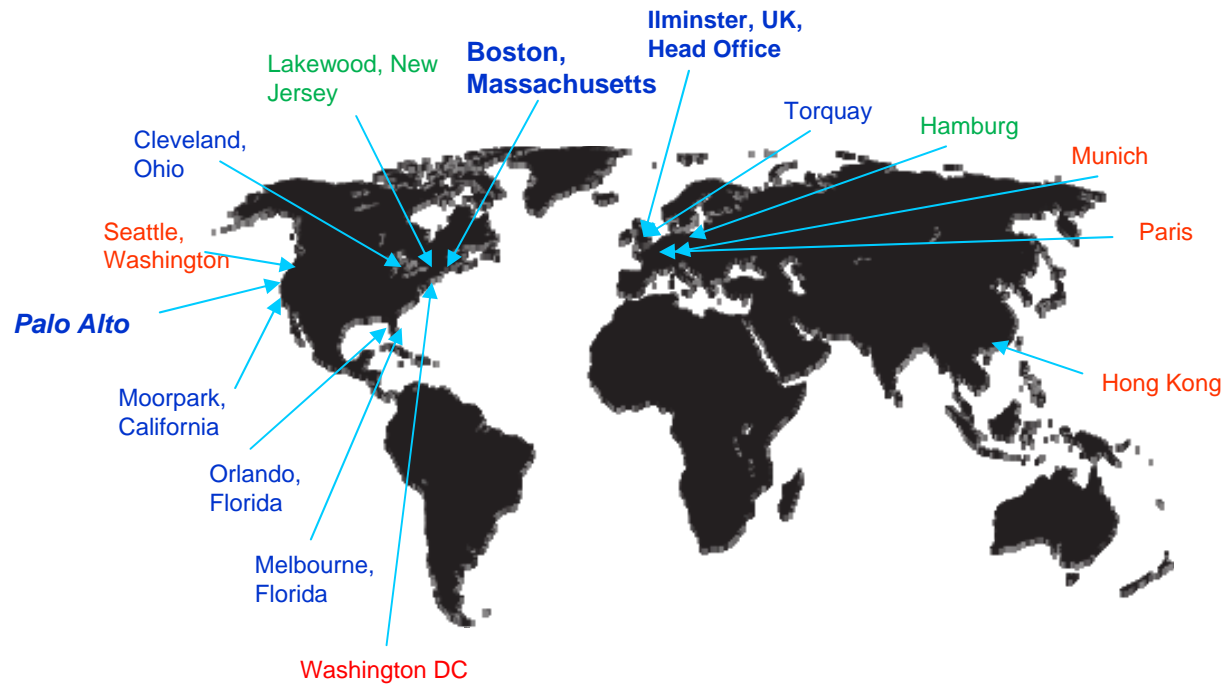 Ilminster, UK,
Head Office
Boston,
Massachusetts
Lakewood, New
Jersey
Torquay
Hamburg
Cleveland,
Ohio
Munich
Seattle,
Washington
Paris
Palo Alto
Hong Kong
Moorpark,
California
Orlando,
Florida
Melbourne,
Florida
Washington DC